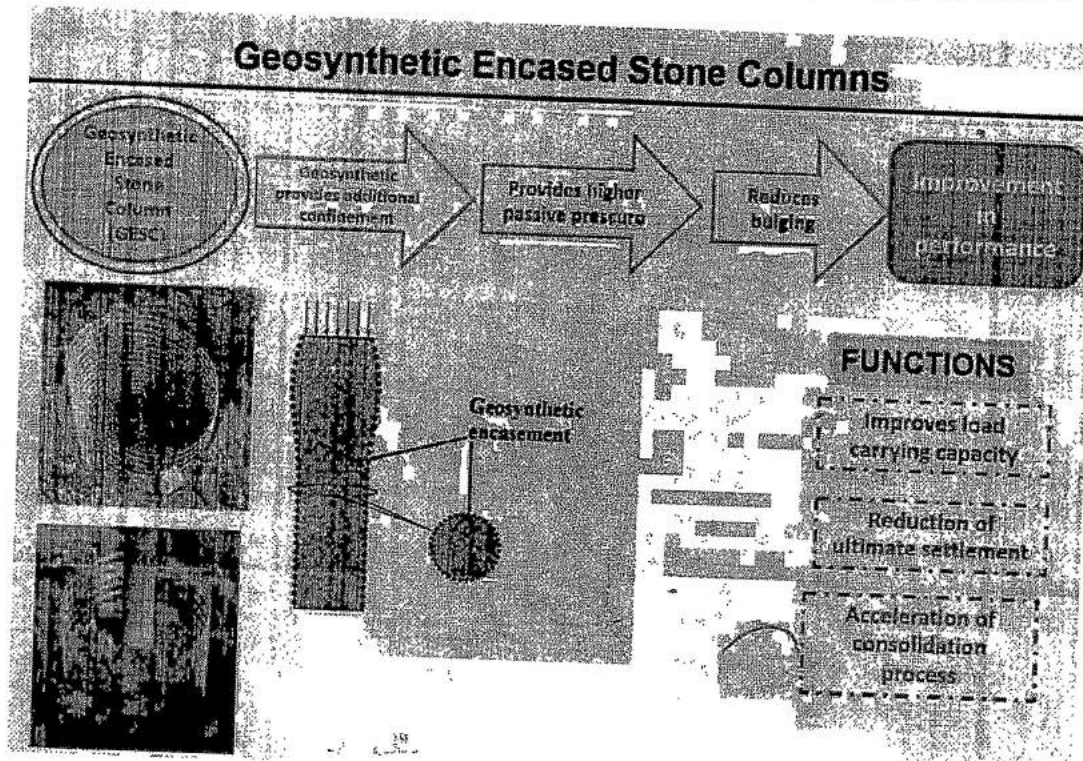 Geosynthetic Encased Stone Columns
Geosynthetic
Encased
Stone
Column
(GESC)
Geosynthetic
provides additional
confinement
Provides higher
passive pressure
Reduces
bulging
Improvement
in
performance
Geosynthetic
encasement
FUNCTIONS
Improves load
carrying capacity
Reduction of
ultimate settlement
Acceleration of
consolidation
process